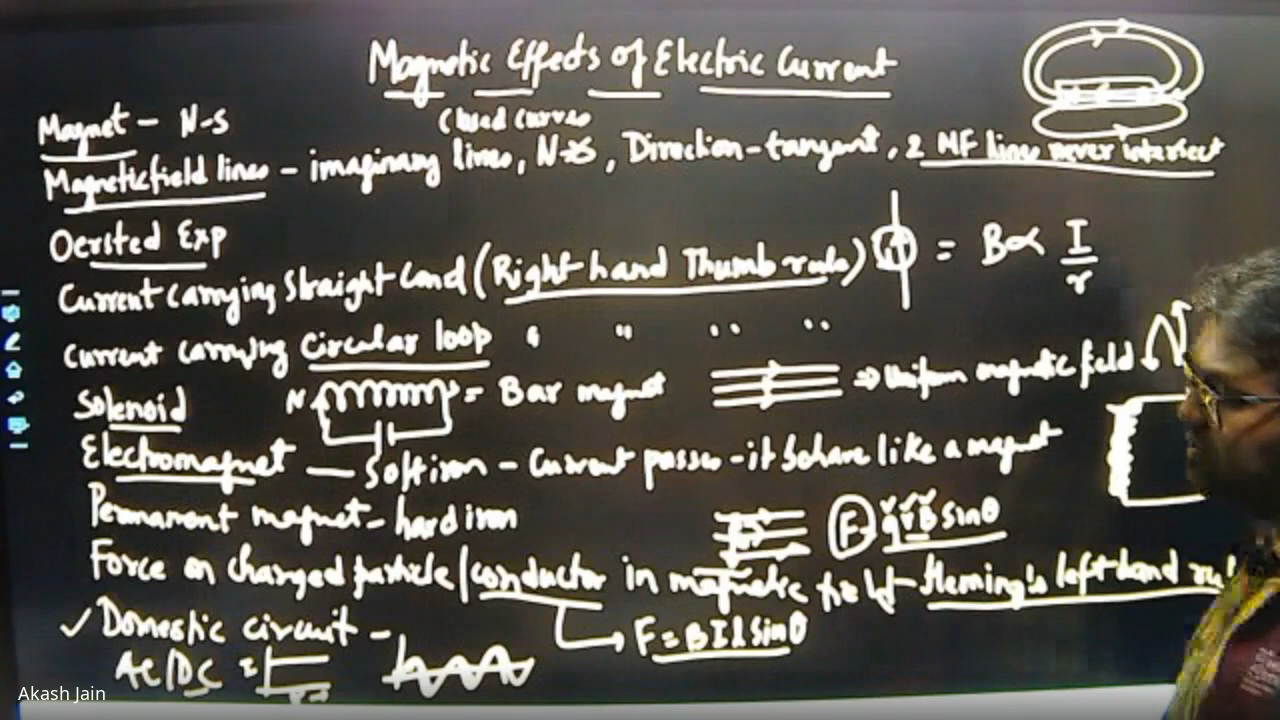 Magnetic Effects of Electric Current
Magnet - N-S
Closed curves
Magnetic field lines - imaginary lines, N→S, Direction - tangent, 2 MF lines never intersect
Oersted Exp
Current carrying Straight Cond (Right hand Thumb rule) = B∝ I/r
Current carrying Circular loop " " " "
Solenoid N S = Bar magnet ⇒ Uniform magnetic field
Electromagnet — Soft iron - Current passes - it behave like a magnet
Permanent magnet - hard iron
F = qvB sinθ
Force on charged particle/conductor in magnetic field - Fleming's left hand
✓ Domestic circuit -
F = BIl sinθ
AC/DC =
Akash Jain